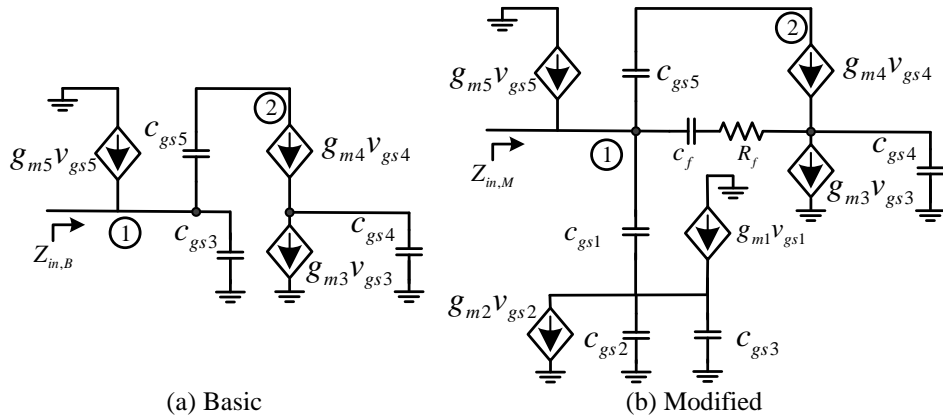 g_{m5}v_{gs5}
c_{gs5}
②
g_{m4}v_{gs4}
①
Z_{in,B}
c_{gs3}
c_{gs4}
g_{m3}v_{gs3}
(a) Basic
②
g_{m5}v_{gs5}
c_{gs5}
g_{m4}v_{gs4}
①
Z_{in,M}
c_f
R_f
c_{gs4}
g_{m3}v_{gs3}
c_{gs1}
g_{m1}v_{gs1}
g_{m2}v_{gs2}
c_{gs2}
c_{gs3}
(b) Modified